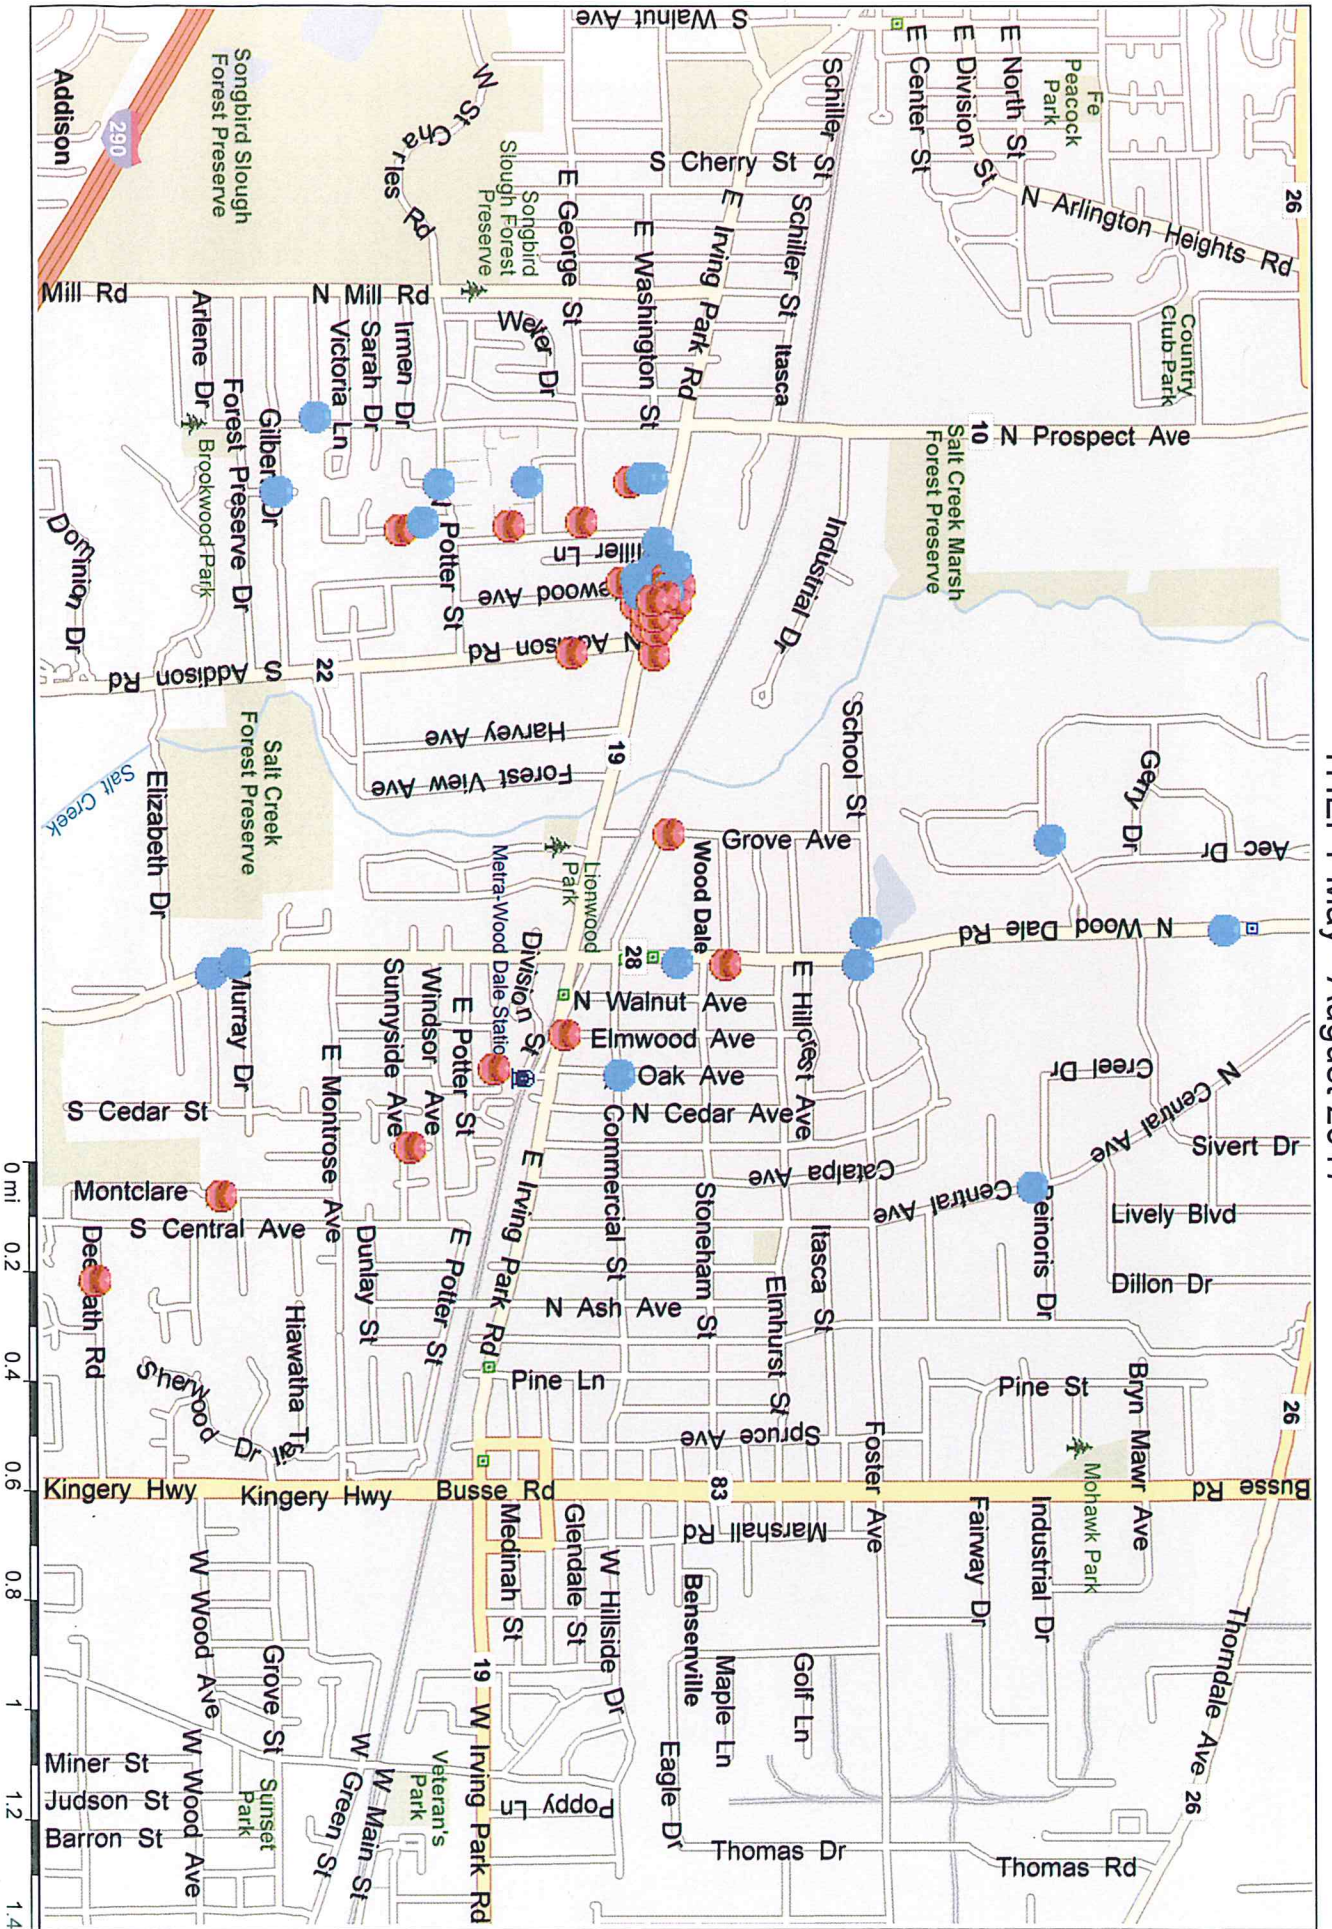 S Walnut Ave
Schiller St
E Center St
E Division St
E North St
Fe
Peacock
Park
26
Addison
290
Songbird Slough
Forest Preserve
W St Charles Rd
Songbird
Slough Forest
Preserve
E George St
S Cherry St
E Washington St
E Irving Park Rd
Schiller St
Itasca
N Arlington Heights Rd
Country
Club Park
Mill Rd
N Mill Rd
Arlene Dr
Forest Preserve Dr
Victoria Ln
Sarah Dr
Irmen Dr
Dr
10
N Prospect Ave
Salt Creek Marsh
Forest Preserve
Brookwood Park
Dominion Dr
Potter St
Ln
Ave
Industrial Dr
S Addison Rd
22
Harvey Ave
Forest View Ave
19
School St
Gerry Dr
Aec Dr
Salt Creek
Forest Preserve
Salt Creek
Elizabeth Dr
Lionwood
Park
Metra-Wood Dale Statio
Grove Ave
Wood Dale
N Wood Dale Rd
28
Division St
Murray Dr
Sunnyside Ave
Windsor Ave
E Potter St
N Walnut Ave
Elmwood Ave
Oak Ave
N Cedar Ave
E Hillcrest Ave
Creel Dr
N Central Ave
Sivert Dr
S Cedar St
E Montrose Ave
Catalpa Ave
Central Ave
Commercial St
Stoneham St
Montclare
S Central Ave
Dunlay St
E Potter St
E Irving Park Rd
N Ash Ave
Itasca St
Elmhurst St
Lively Blvd
Dillon Dr
Rd
Sherwood Dr
Hiawatha Trail
Pine Ln
Spruce Ave
Pine St
Bryn Mawr Ave
26
Foster Ave
Mohawk Park
Kingery Hwy
Kingery Hwy
Busse Rd
83
Busse Rd
Marshall Rd
Medinah St
Glendale St
W Hillside Dr
Bensenville
Fairway Dr
Industrial Dr
W Wood Ave
Grove St
19
W Irving Park Rd
Maple Ln
Golf Ln
Eagle Dr
Thorndale Ave
26
Miner St
Judson St
Barron St
W Wood Ave
Sunset
Park
W Green St
W Main St
Veteran's
Park
Poppy Ln
Thomas Dr
Thomas Rd
0 mi 0.2 0.4 0.6 0.8 1 1.2 1.4